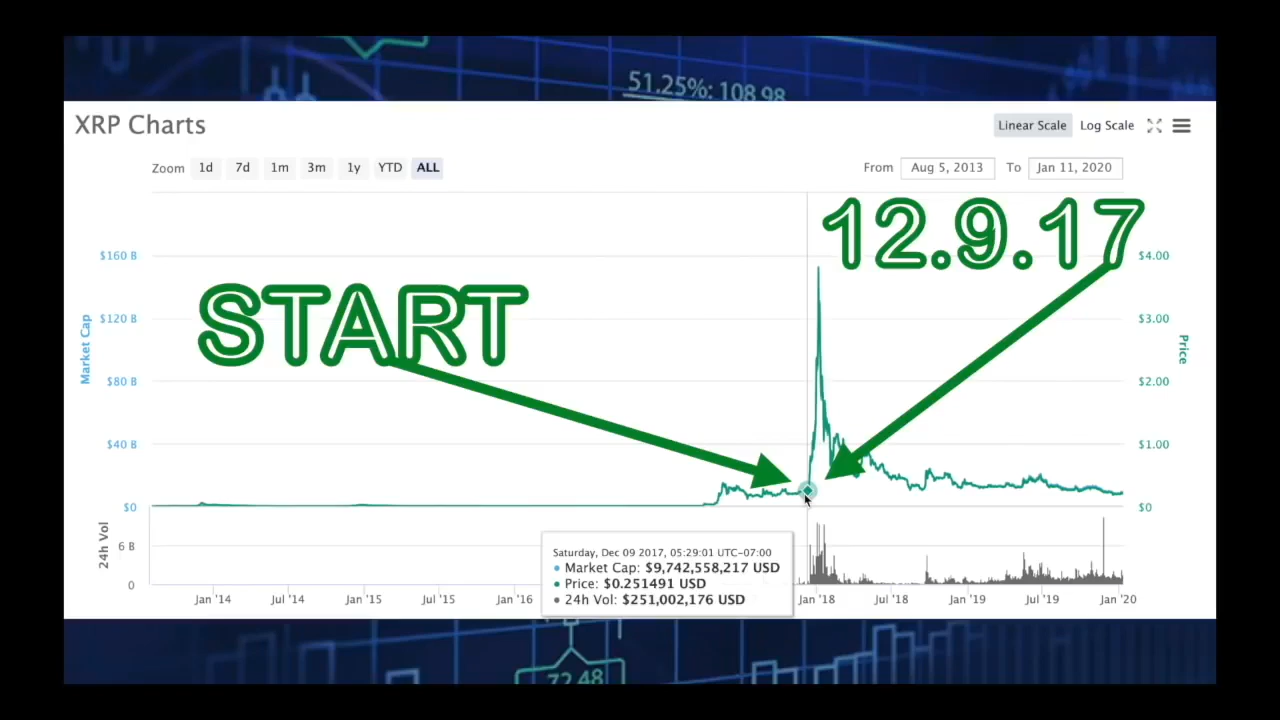 51.25%: 108.98
XRP Charts
Linear Scale Log Scale
Zoom 1d 7d 1m 3m 1y YTD ALL
From Aug 5, 2013 To Jan 11, 2020
12.9.17
START
Market Cap
$160 B
$120 B
$80 B
$40 B
$0
$4.00
$3.00
$2.00
$1.00
$0
Price
24h Vol
6 B
0
Saturday, Dec 09 2017, 05:29:01 UTC-07:00
Market Cap: $9,742,558,217 USD
Price: $0.251491 USD
24h Vol: $251,002,176 USD
Jan '14 Jul '14 Jan '15 Jul '15 Jan '16 Jan '18 Jul '18 Jan '19 Jul '19 Jan '20
72.48